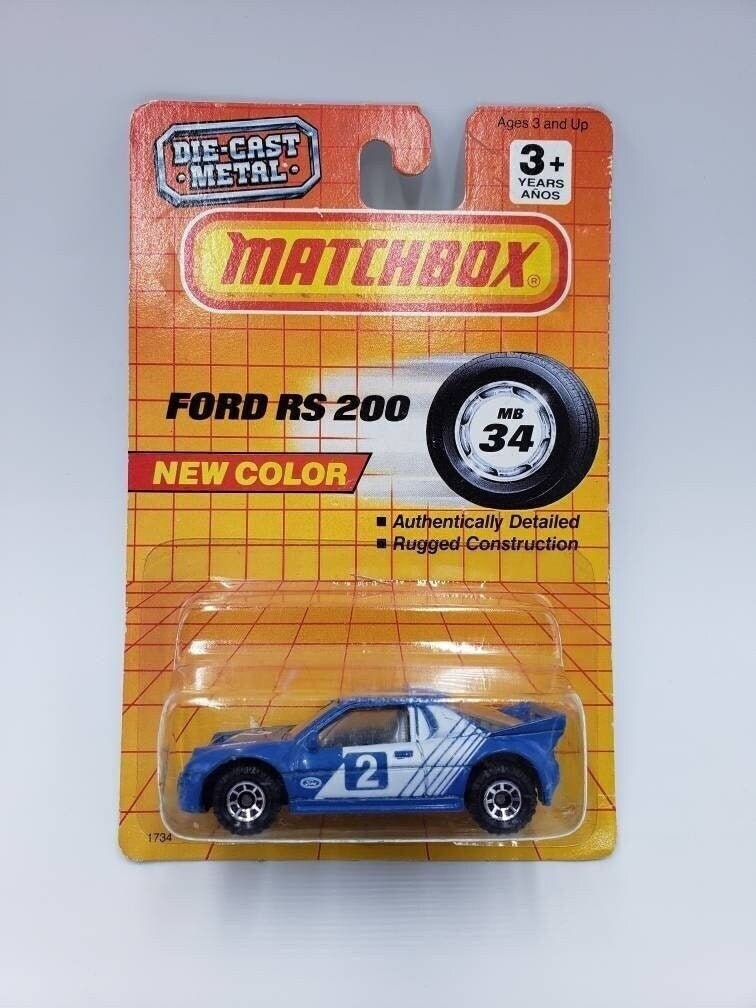 Ages 3 and Up
DIE-CAST
METAL
3+
YEARS
AÑOS
MATCHBOX®
FORD RS 200
MB
34
NEW COLOR
■ Authentically Detailed
■ Rugged Construction
2
Ford
1734